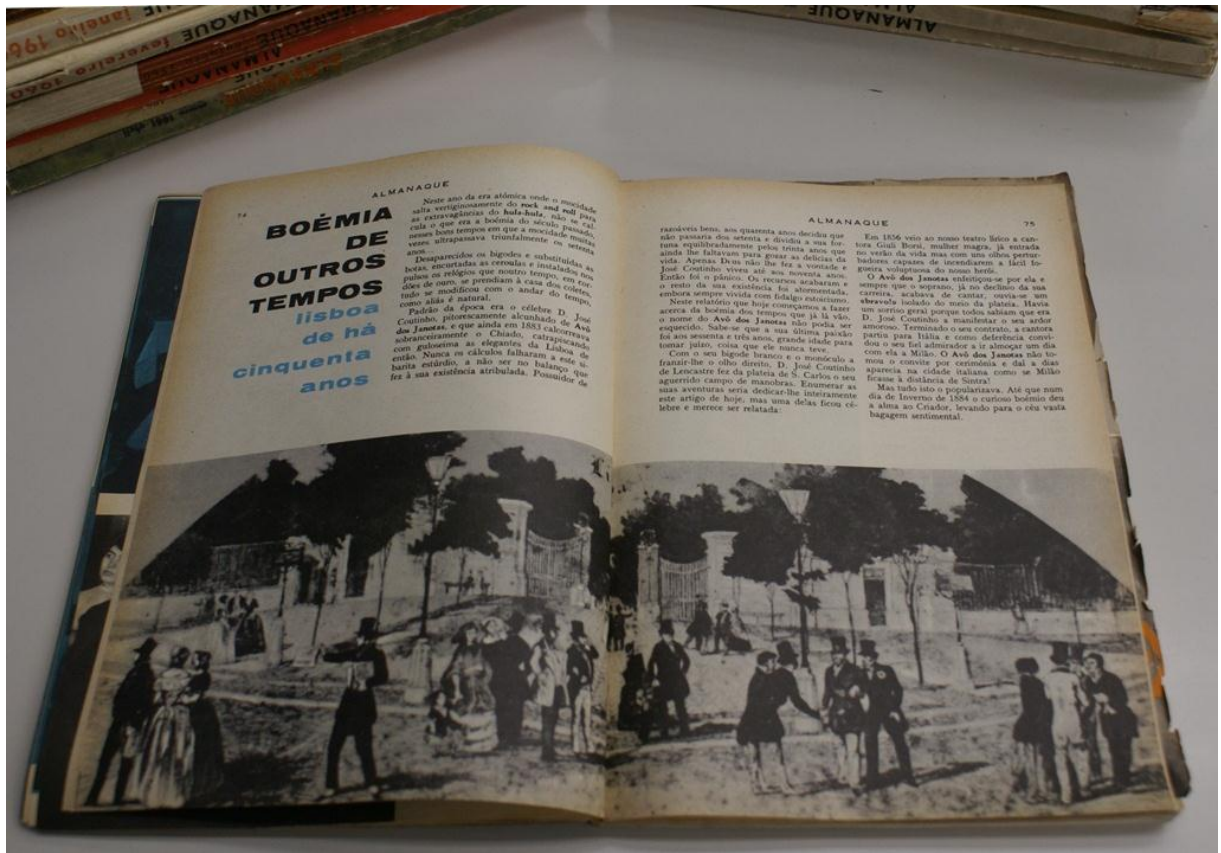 janeiro 196
ALMANAQUE
fevereiro 1960
ALMANAQUE
ALMANAQUE
abril 1961
ALMANAQUE
ALMANAQUE
74
BOÉMIA
DE
OUTROS
TEMPOS
lisboa
de há
cinquenta
anos
Neste ano da era atómica onde o mocidade
salta vertiginosamente do rock and roll para
as extravagâncias do hula-hula, não se cal-
cula o que era a boémia do século passado,
nesses bons tempos em que a mocidade muitas
vezes ultrapassava triunfalmente os setenta
anos...
Desaparecidos os bigodes e substituídas as
botas, encurtadas as ceroulas e instalados nos
pulsos os relógios que noutro tempo, em cor-
dões de ouro, se prendiam à casa dos coletes,
tudo se modificou com o andar do tempo,
como aliás é natural.
Padrão da época era o célebre D. José
Coutinho, pitorescamente alcunhado de Avô
dos Janotas, e que ainda em 1883 calcorreava
sobranceiramente o Chiado, catrapiscando
com guloseima as elegantes da Lisboa de
então. Nunca os cálculos falharam a este si-
barita estúrdio, a não ser no balanço que
fez à sua existência atribulada. Possuidor de
ALMANAQUE
75
razoáveis bens, aos quarenta anos decidiu que
não passaria dos setenta e dividiu a sua for-
tuna equilibradamente pelos trinta anos que
ainda lhe faltavam para gozar as delícias da
vida. Apenas Deus não lhe fez a vontade e
José Coutinho viveu até aos noventa anos.
Então foi o pânico. Os recursos acabaram e
o resto da sua existência foi atormentada,
embora sempre vivida com fidalgo estoicismo.
Neste relatório que hoje começamos a fazer
acerca da boémia dos tempos que já lá vão,
o nome do Avô dos Janotas não podia ser
esquecido. Sabe-se que a sua última paixão
foi aos sessenta e três anos, grande idade para
tomar juízo, coisa que ele nunca teve.
Com o seu bigode branco e o monóculo a
franzir-lhe o olho direito, D. José Coutinho
de Lencastre fez da plateia de S. Carlos o seu
aguerrido campo de manobras. Enumerar as
suas aventuras seria dedicar-lhe inteiramente
este artigo de hoje, mas uma delas ficou cé-
lebre e merece ser relatada:
Em 1856 veio ao nosso teatro lírico a can-
tora Giuli Borsi, mulher magra, já entrada
no verão da vida mas com uns olhos pertur-
badores capazes de incendiarem a fácil fo-
gueira voluptuosa do nosso herói.
O Avô dos Janotas enfeitiçou-se por ela e
sempre que o soprano, já no declínio da sua
carreira, acabava de cantar, ouvia-se um
«bravo!» isolado do meio da plateia. Havia
um sorriso geral porque todos sabiam que era
D. José Coutinho a manifestar o seu ardor
amoroso. Terminado o seu contrato, a cantora
partiu para Itália e como deferência convi-
dou o seu fiel admirador a ir almoçar um dia
com ela a Milão. O Avô dos Janotas não to-
mou o convite por cerimónia e daí a dias
aparecia na cidade italiana como se Milão
ficasse à distância de Sintra!
Mas tudo isto o popularizava. Até que num
dia de Inverno de 1884 o curioso boémio deu
a alma ao Criador, levando para o céu vasta
bagagem sentimental.